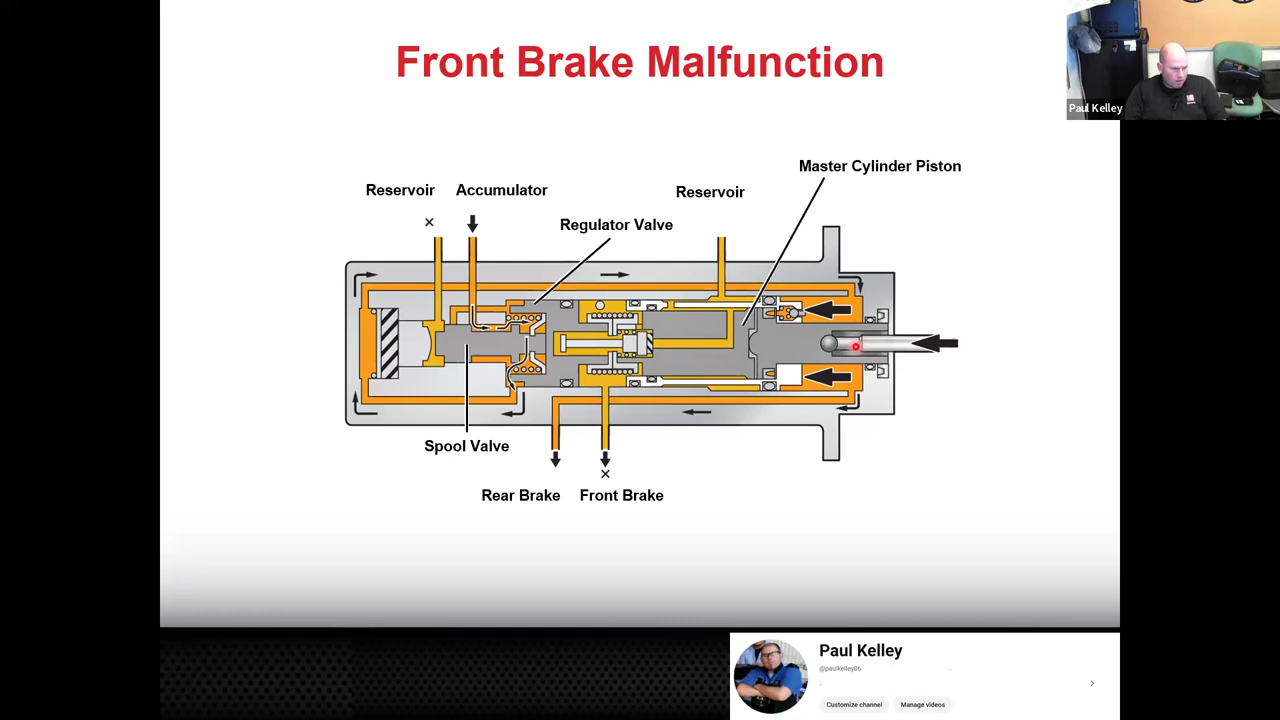 Front Brake Malfunction
Paul Kelley
Master Cylinder Piston
Reservoir
Accumulator
Reservoir
Regulator Valve
Spool Valve
Rear Brake
Front Brake
Paul Kelley
@paulkelley86
Customize channel
Manage videos